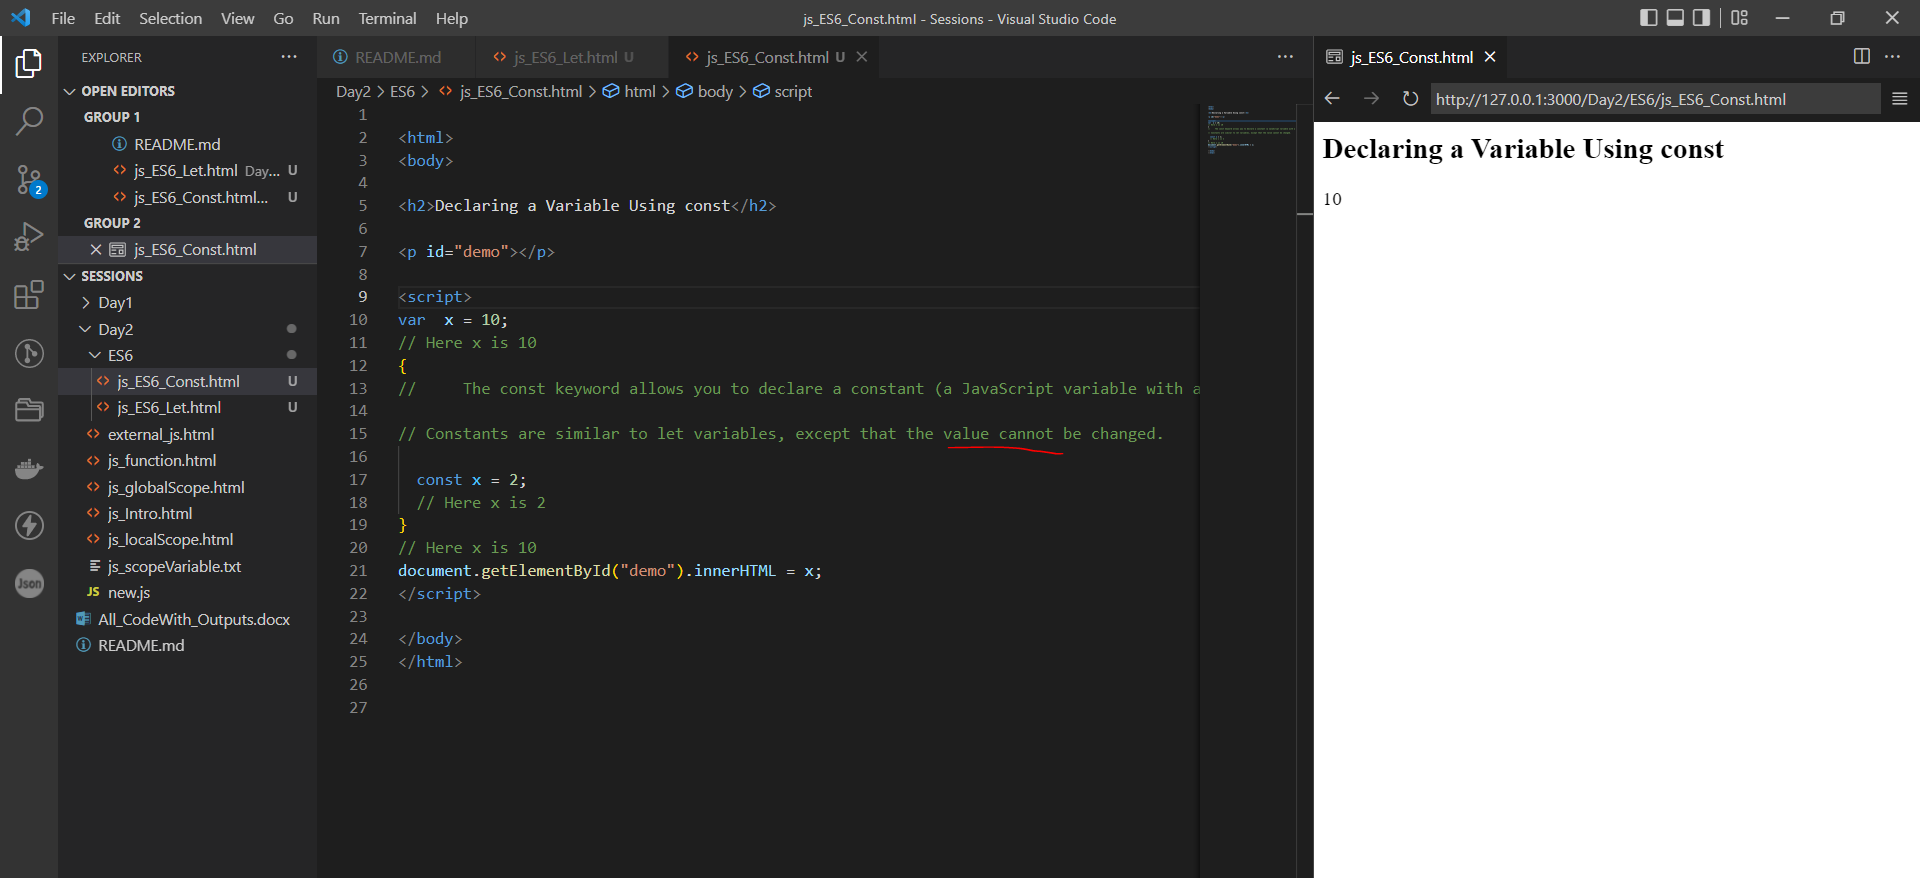 File Edit Selection View Go Run Terminal Help
js_ES6_Const.html - Sessions - Visual Studio Code
EXPLORER
OPEN EDITORS
GROUP 1
README.md
js_ES6_Let.html Day... U
js_ES6_Const.html... U
GROUP 2
js_ES6_Const.html
SESSIONS
Day1
Day2
ES6
js_ES6_Const.html U
js_ES6_Let.html U
external_js.html
js_function.html
js_globalScope.html
js_Intro.html
js_localScope.html
js_scopeVariable.txt
JS new.js
All_CodeWith_Outputs.docx
README.md
2
Json
README.md
js_ES6_Let.html U
js_ES6_Const.html U
Day2 > ES6 > js_ES6_Const.html > html > body > script
1
2 <html>
3 <body>
4
5 <h2>Declaring a Variable Using const</h2>
6
7 <p id="demo"></p>
8
9 <script>
10 var  x = 10;
11 // Here x is 10
12 {
13 //     The const keyword allows you to declare a constant (a JavaScript variable with a
14
15 // Constants are similar to let variables, except that the value cannot be changed.
16
17   const x = 2;
18   // Here x is 2
19 }
20 // Here x is 10
21 document.getElementById("demo").innerHTML = x;
22 </script>
23
24 </body>
25 </html>
26
27
js_ES6_Const.html
http://127.0.0.1:3000/Day2/ES6/js_ES6_Const.html
Declaring a Variable Using const
10